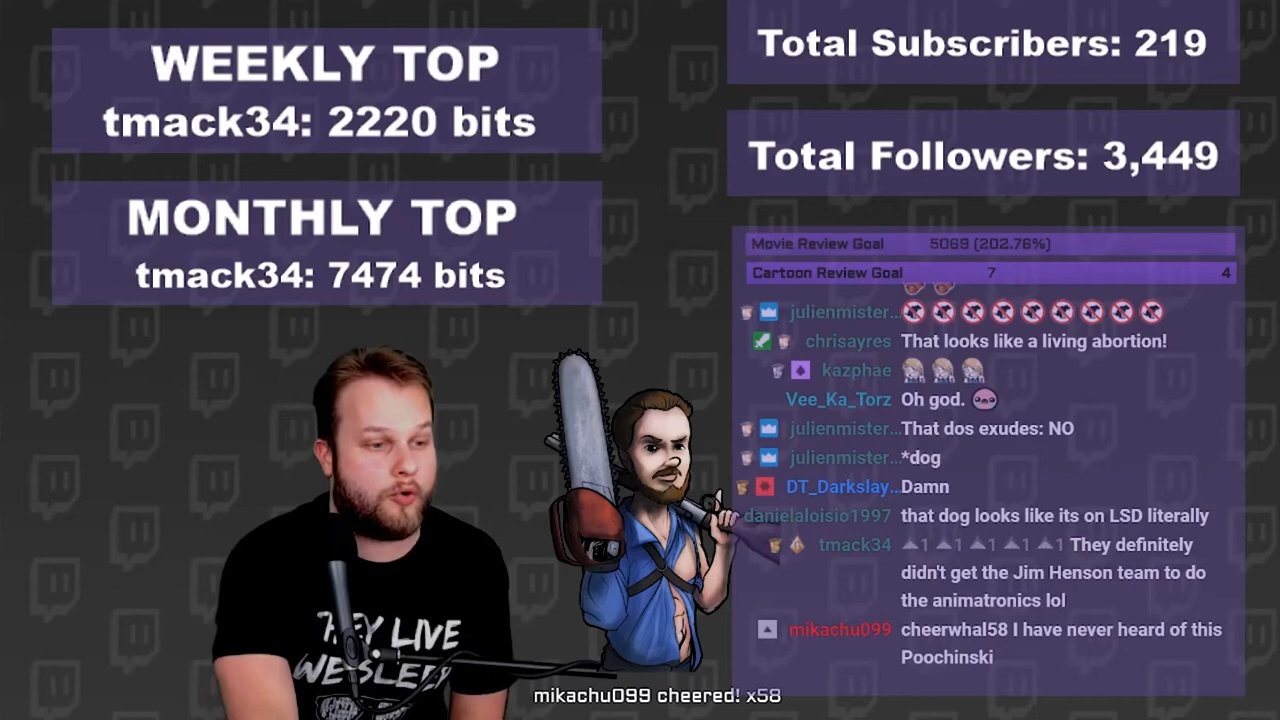 WEEKLY TOP
tmack34: 2220 bits
MONTHLY TOP
tmack34: 7474 bits
Total Subscribers: 219
Total Followers: 3,449
Movie Review Goal 5069 (202.76%)
Cartoon Review Goal 7 4
julienmister...
chrisayres That looks like a living abortion!
kazphae
Vee_Ka_Torz Oh god.
julienmister... That dos exudes: NO
julienmister... *dog
DT_Darkslay... Damn
danielaloisio1997 that dog looks like its on LSD literally
tmack34 1 1 1 1 1 They definitely
didn't get the Jim Henson team to do
the animatronics lol
mikachu099 cheerwhal58 I have never heard of this
Poochinski
THEY LIVE
WE SLEEP
mikachu099 cheered! x58